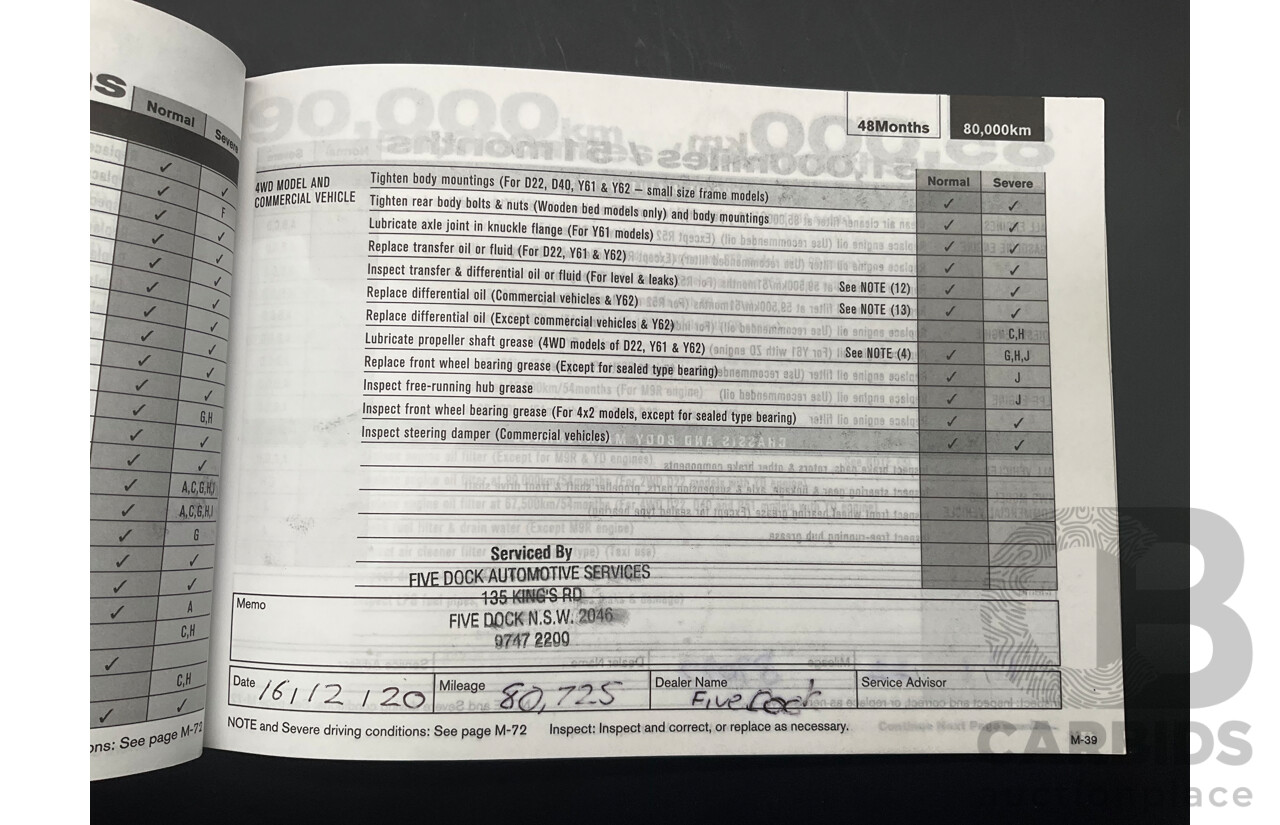 ns
Normal
Severe
F
G,H
A,C,G,H,J
A,C,G,H,J
G
A
C,H
C,H
ons: See page M-72
48Months
80,000km
Normal
Severe
4WD MODEL AND
COMMERCIAL VEHICLE
Tighten body mountings (For D22, D40, Y61 & Y62 – small size frame models) ✓ ✓
Tighten rear body bolts & nuts (Wooden bed models only) and body mountings ✓ ✓
Lubricate axle joint in knuckle flange (For Y61 models) ✓
Replace transfer oil or fluid (For D22, Y61 & Y62)
Inspect transfer & differential oil or fluid (For level & leaks) See NOTE (12) ✓ ✓
Replace differential oil (Commercial vehicles & Y62) See NOTE (13) ✓ ✓
Replace differential oil (Except commercial vehicles & Y62) C,H
Lubricate propeller shaft grease (4WD models of D22, Y61 & Y62) See NOTE (4) ✓ G,H,J
Replace front wheel bearing grease (Except for sealed type bearing) ✓ J
Inspect free-running hub grease ✓ J
Inspect front wheel bearing grease (For 4x2 models, except for sealed type bearing) ✓ ✓
Inspect steering damper (Commercial vehicles) ✓ ✓
Serviced By
FIVE DOCK AUTOMOTIVE SERVICES
135 KING'S RD
FIVE DOCK N.S.W. 2046
9747 2200
Memo
Date 16/12/20
Mileage 80,725
Dealer Name Five Dock
Service Advisor
NOTE and Severe driving conditions: See page M-72 Inspect: Inspect and correct, or replace as necessary.
M-39
B
CARBIDS
auctionplace